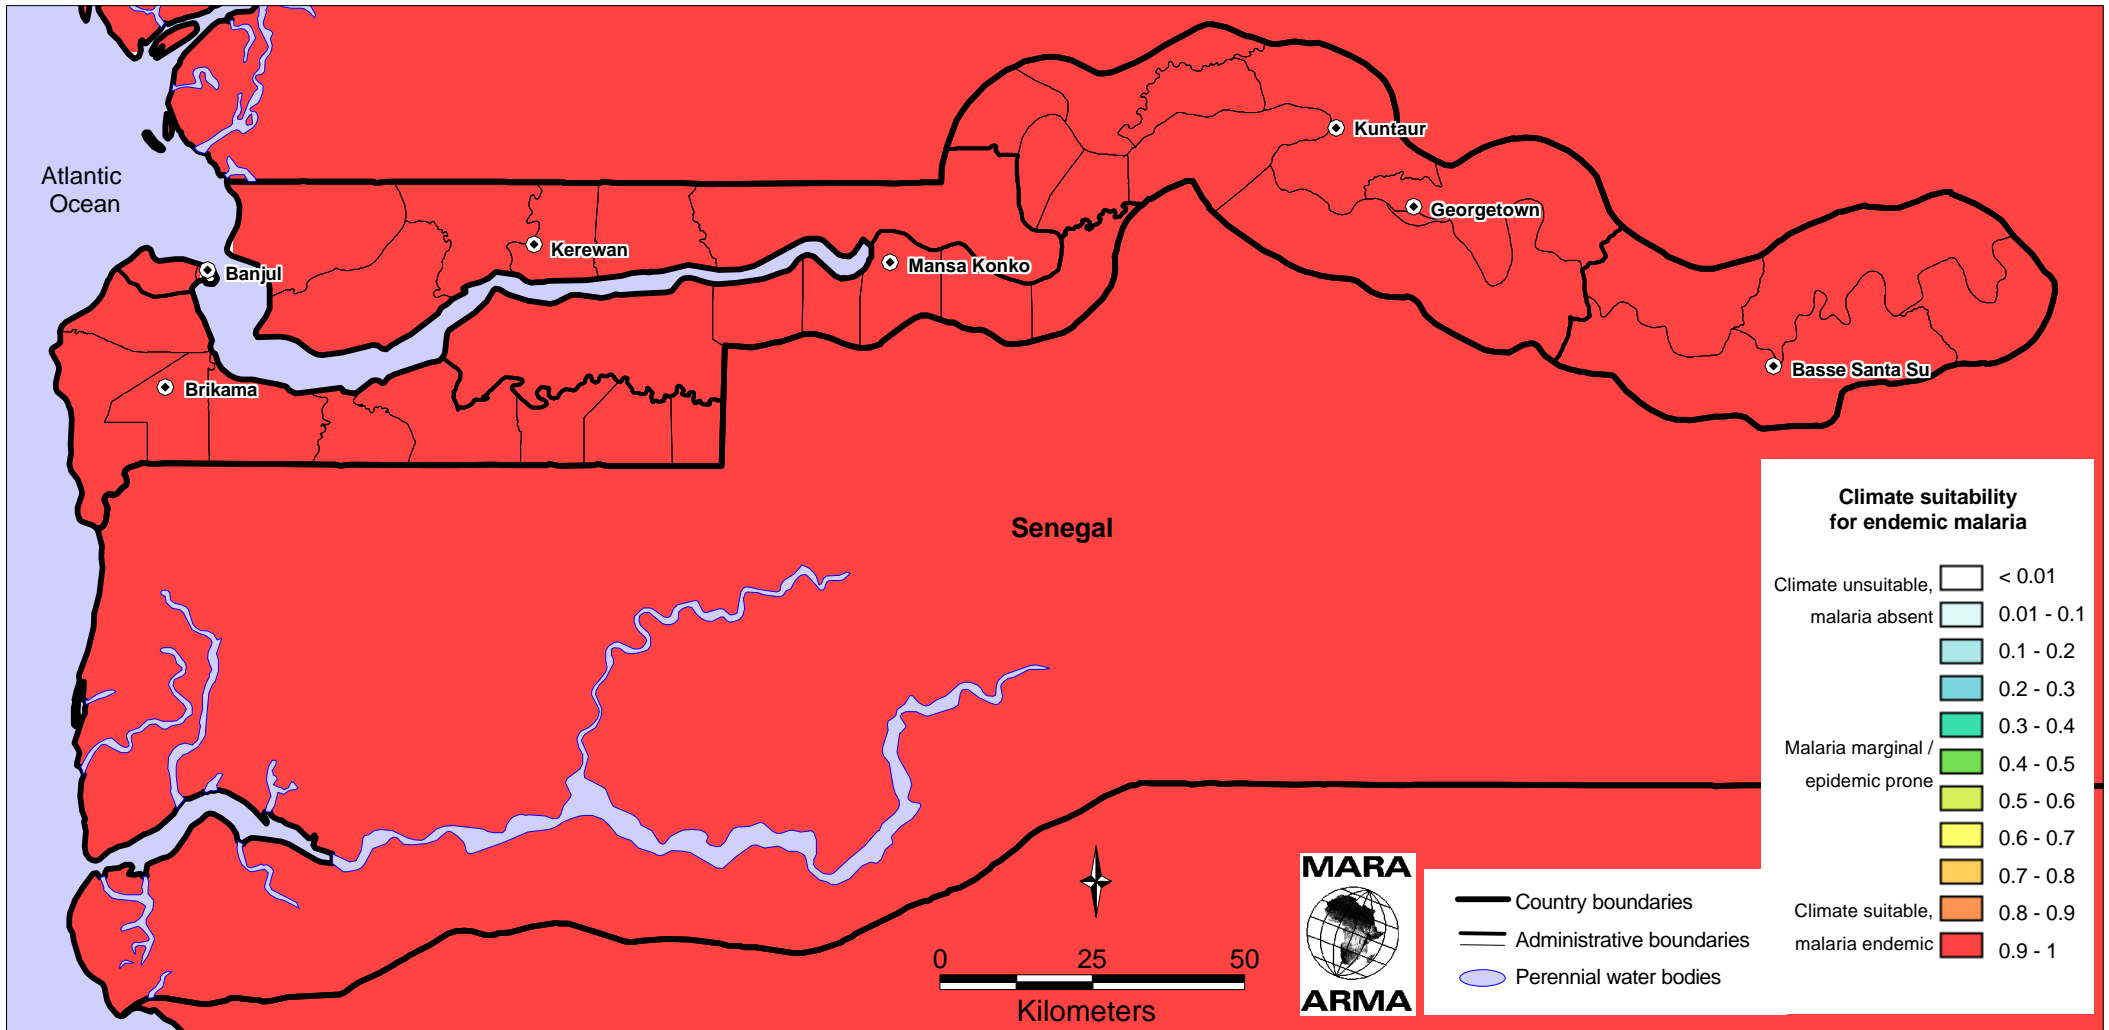 Atlantic
Ocean
Kuntaur
Georgetown
Kerewan
Mansa Konko
Banjul
Brikama
Basse Santa Su
Senegal
Climate suitability
for endemic malaria
Climate unsuitable,
malaria absent
Malaria marginal /
epidemic prone
Climate suitable,
malaria endemic
< 0.01
0.01 - 0.1
0.1 - 0.2
0.2 - 0.3
0.3 - 0.4
0.4 - 0.5
0.5 - 0.6
0.6 - 0.7
0.7 - 0.8
0.8 - 0.9
0.9 - 1
MARA
ARMA
Country boundaries
Administrative boundaries
Perennial water bodies
0 25 50
Kilometers